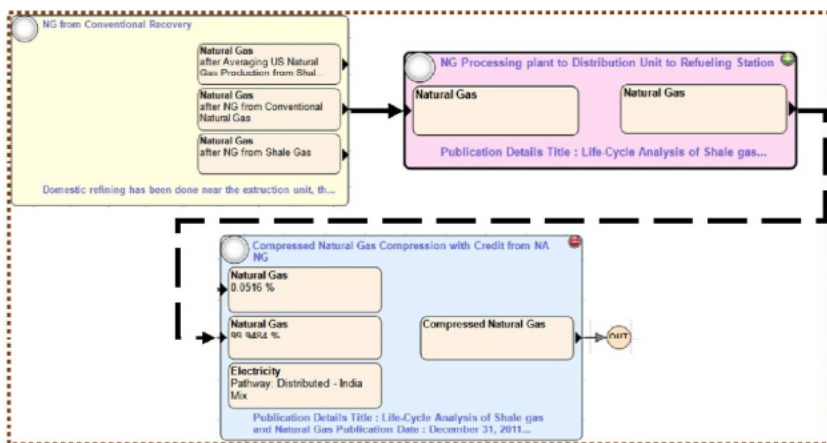 NG from Conventional Recovery
Natural Gas
after Averaging US Natural
Gas Production from Shal...
Natural Gas
after NG from Conventional
Natural Gas
Natural Gas
after NG from Shale Gas
Domestic refining has been done near the extruction unit, th...
NG Processing plant to Distribution Unit to Refueling Station
Natural Gas
Natural Gas
Publication Details Title : Life-Cycle Analysis of Shale gas...
Compressed Natural Gas Compression with Credit from NA
NG
Natural Gas
0.0516 %
Natural Gas
99.9484 %
Electricity
Pathway: Distributed - India
Mix
Compressed Natural Gas
OUT
Publication Details Title : Life-Cycle Analysis of Shale gas
and Natural Gas Publication Date : December 31, 2011...